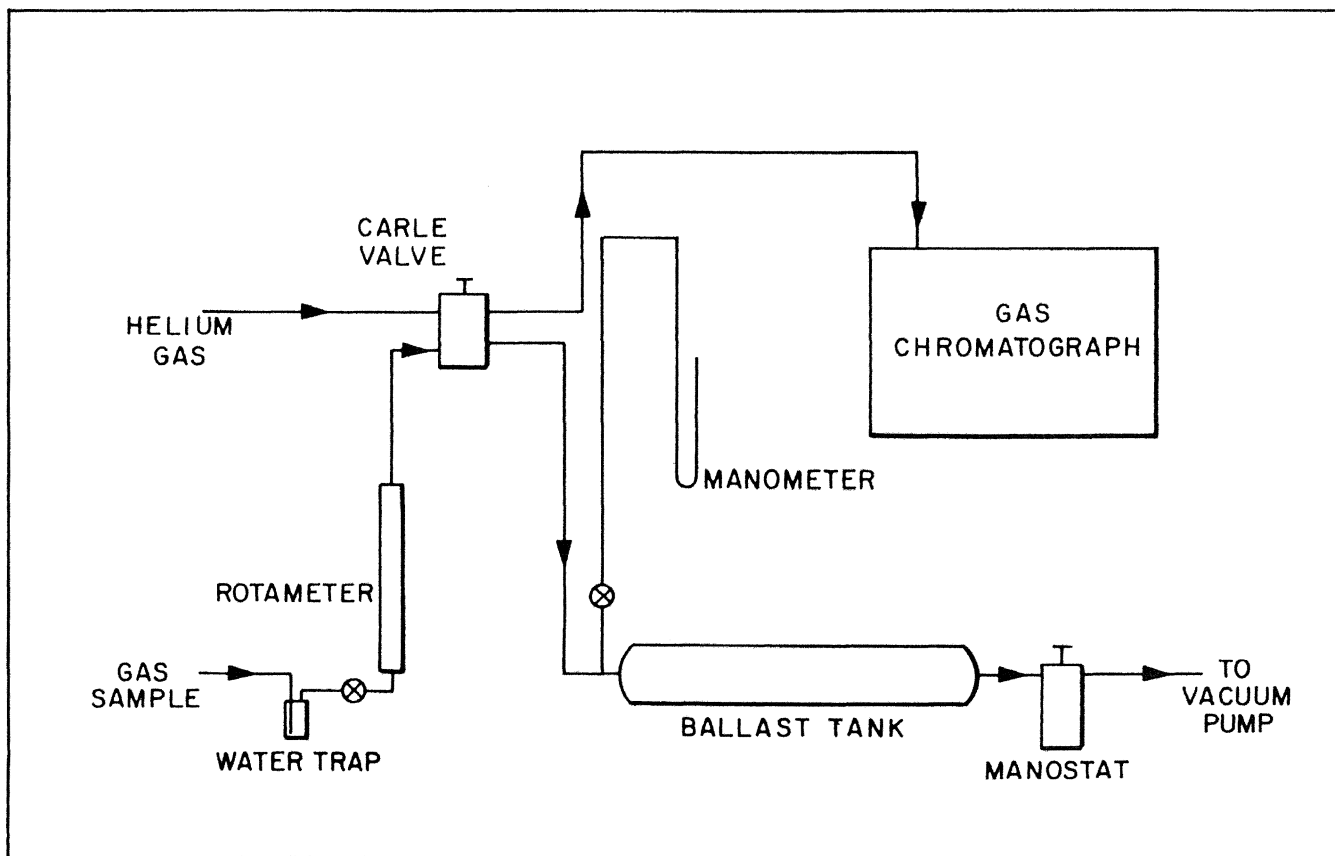 CARLE
VALVE
HELIUM
GAS
GAS
CHROMATOGRAPH
MANOMETER
ROTAMETER
GAS
SAMPLE
WATER TRAP
BALLAST TANK
MANOSTAT
TO
VACUUM
PUMP